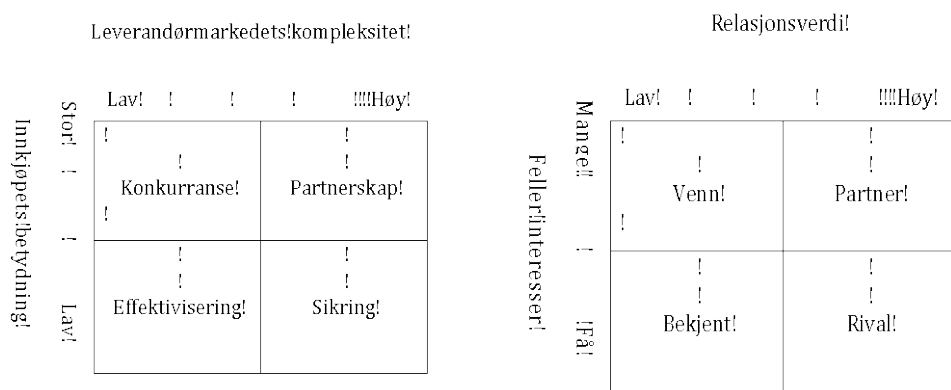 Leverandørmarkedets!kompleksitet!
Lav! ! ! ! !!!!Høy!
Innkjøpets!betydning!
Stor! ! ! Lav!
!
!
Konkurranse!
!
!
!
Partnerskap!
!
!
Effektivisering!
!
!
Sikring!
Relasjonsverdi!
Lav! ! ! ! !!!!Høy!
Feller!interesser!
Mange!! ! !Få!
!
!
Venn!
!
!
!
Partner!
!
!
Bekjent!
!
!
Rival!